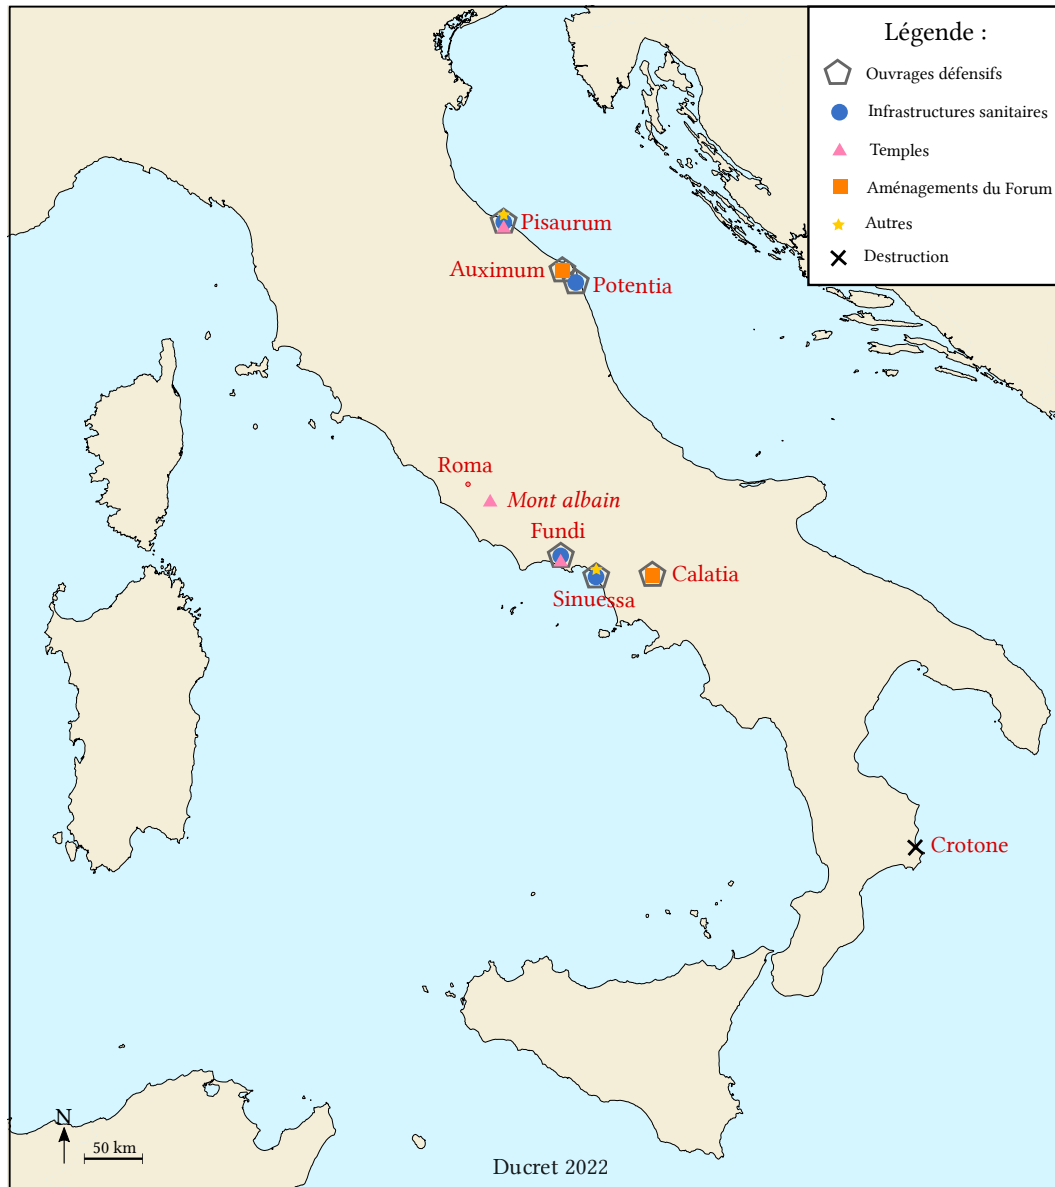 Légende :
Ouvrages défensifs
Infrastructures sanitaires
Temples
Aménagements du Forum
Autres
Destruction
Pisaurum
Auximum
Potentia
Roma
Mont albain
Fundi
Calatia
Sinuessa
Crotone
N
50 km
Ducret 2022